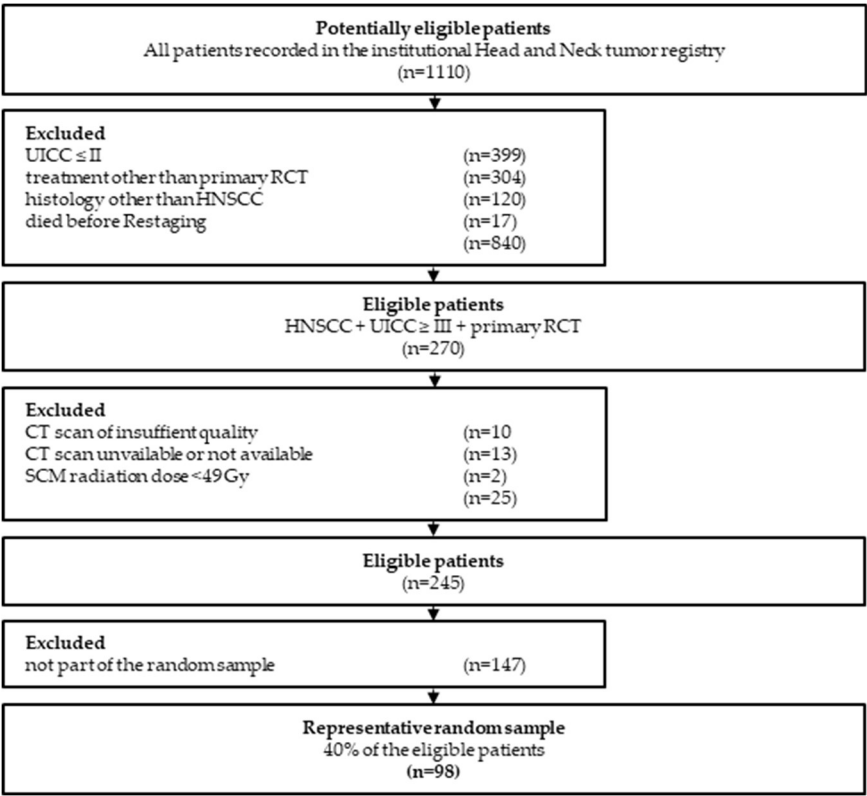 Potentially eligible patients
All patients recorded in the institutional Head and Neck tumor registry
(n=1110)
Excluded
UICC ≤ II (n=399)
treatment other than primary RCT (n=304)
histology other than HNSCC (n=120)
died before Restaging (n=17)
(n=840)
Eligible patients
HNSCC + UICC ≥ III + primary RCT
(n=270)
Excluded
CT scan of insuffient quality (n=10
CT scan unvailable or not available (n=13)
SCM radiation dose <49 Gy (n=2)
(n=25)
Eligible patients
(n=245)
Excluded
not part of the random sample (n=147)
Representative random sample
40% of the eligible patients
(n=98)